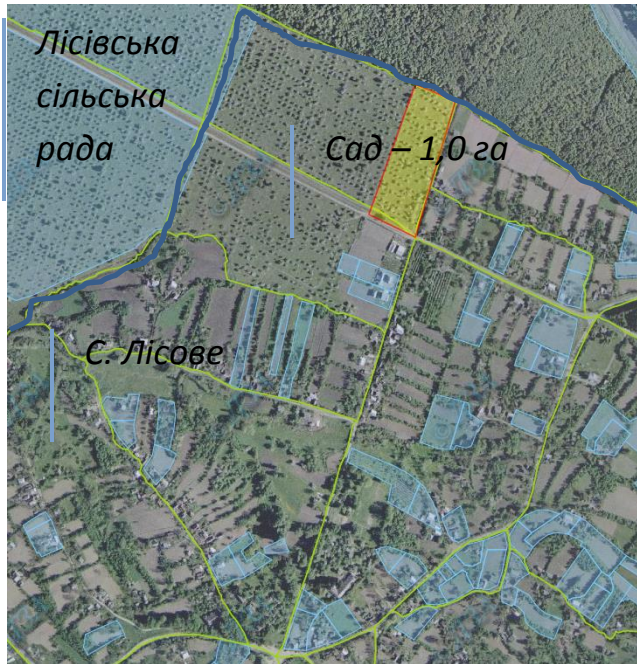 Лісівська
сільська
рада
Сад – 1,0 га
С. Лісове